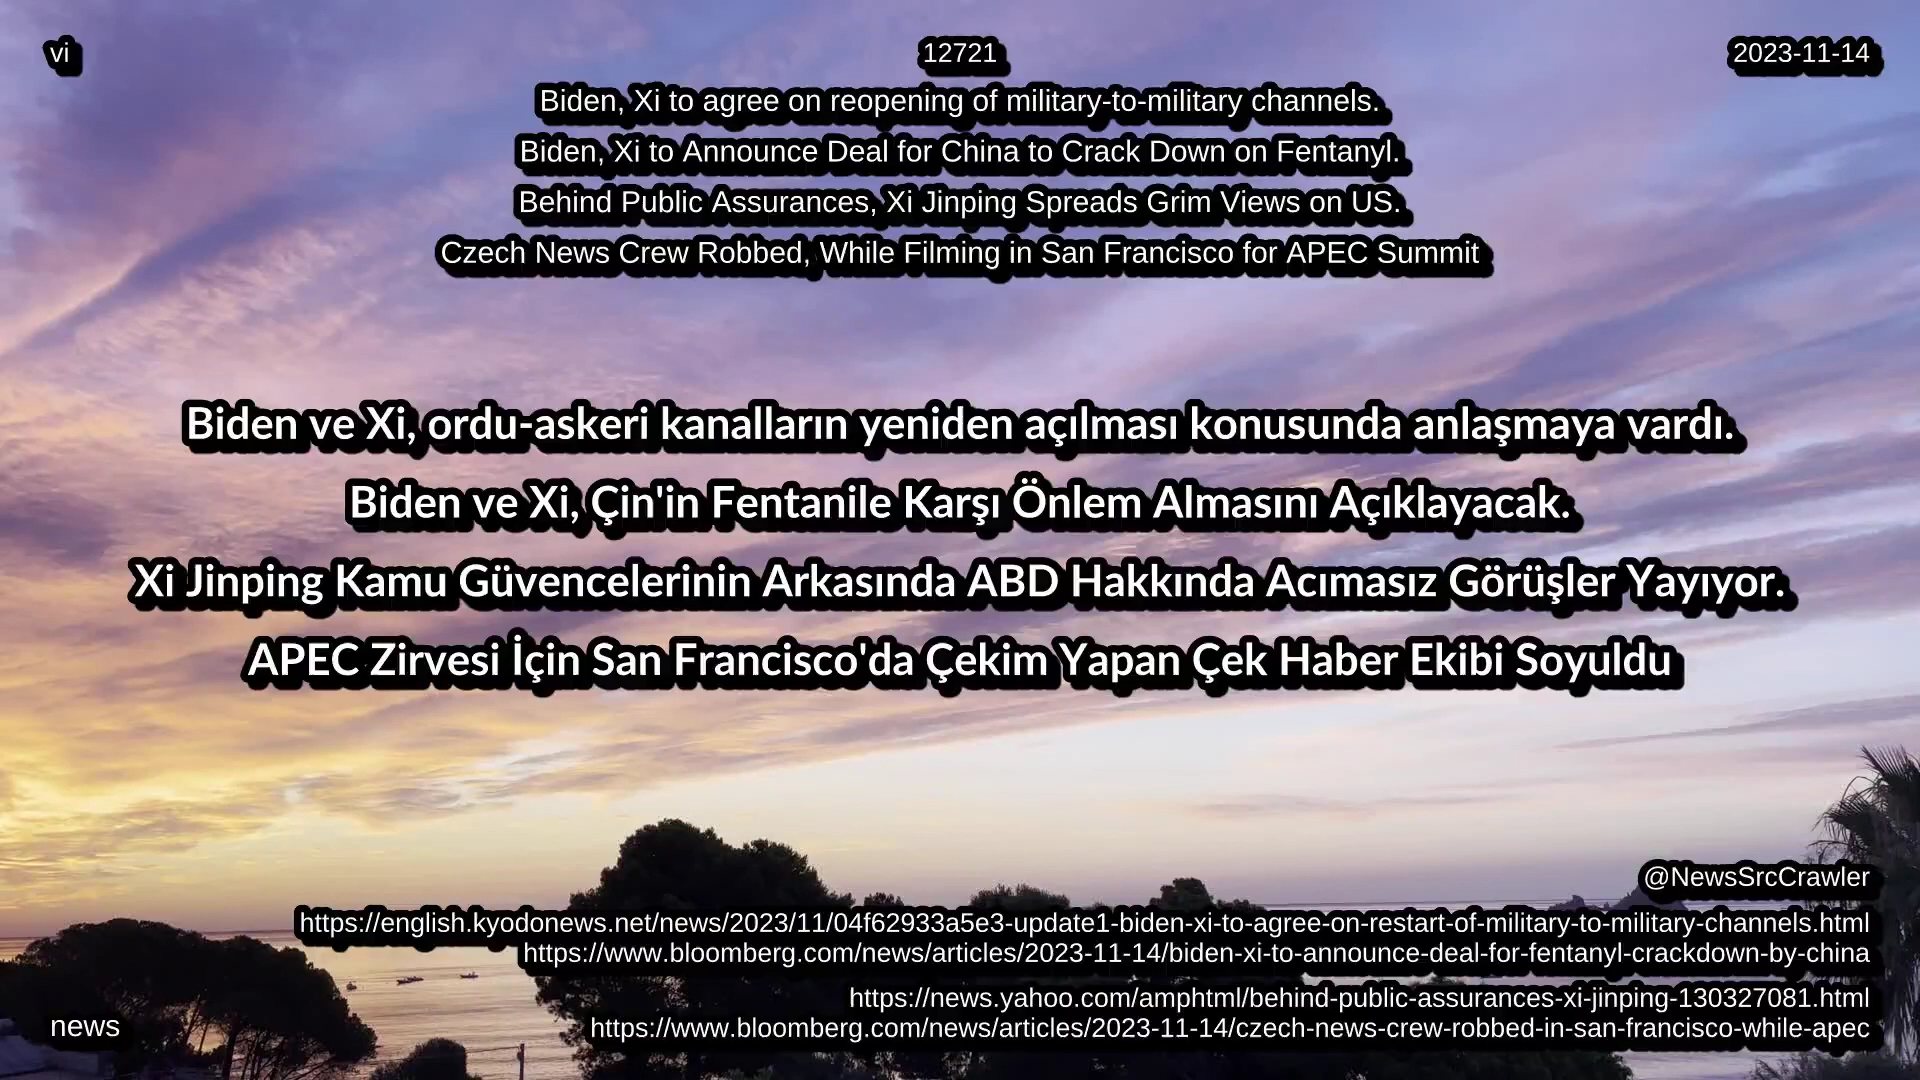 vi
12721
2023-11-14
Biden, Xi to agree on reopening of military-to-military channels.
Biden, Xi to Announce Deal for China to Crack Down on Fentanyl.
Behind Public Assurances, Xi Jinping Spreads Grim Views on US.
Czech News Crew Robbed, While Filming in San Francisco for APEC Summit
Biden ve Xi, ordu-askeri kanalların yeniden açılması konusunda anlaşmaya vardı.
Biden ve Xi, Çin'in Fentanile Karşı Önlem Almasını Açıklayacak.
Xi Jinping Kamu Güvencelerinin Arkasında ABD Hakkında Acımasız Görüşler Yayıyor.
APEC Zirvesi İçin San Francisco'da Çekim Yapan Çek Haber Ekibi Soyuldu
@NewsSrcCrawler
https://english.kyodonews.net/news/2023/11/04f62933a5e3-update1-biden-xi-to-agree-on-restart-of-military-to-military-channels.html
https://www.bloomberg.com/news/articles/2023-11-14/biden-xi-to-announce-deal-for-fentanyl-crackdown-by-china
https://news.yahoo.com/amphtml/behind-public-assurances-xi-jinping-130327081.html
https://www.bloomberg.com/news/articles/2023-11-14/czech-news-crew-robbed-in-san-francisco-while-apec
news